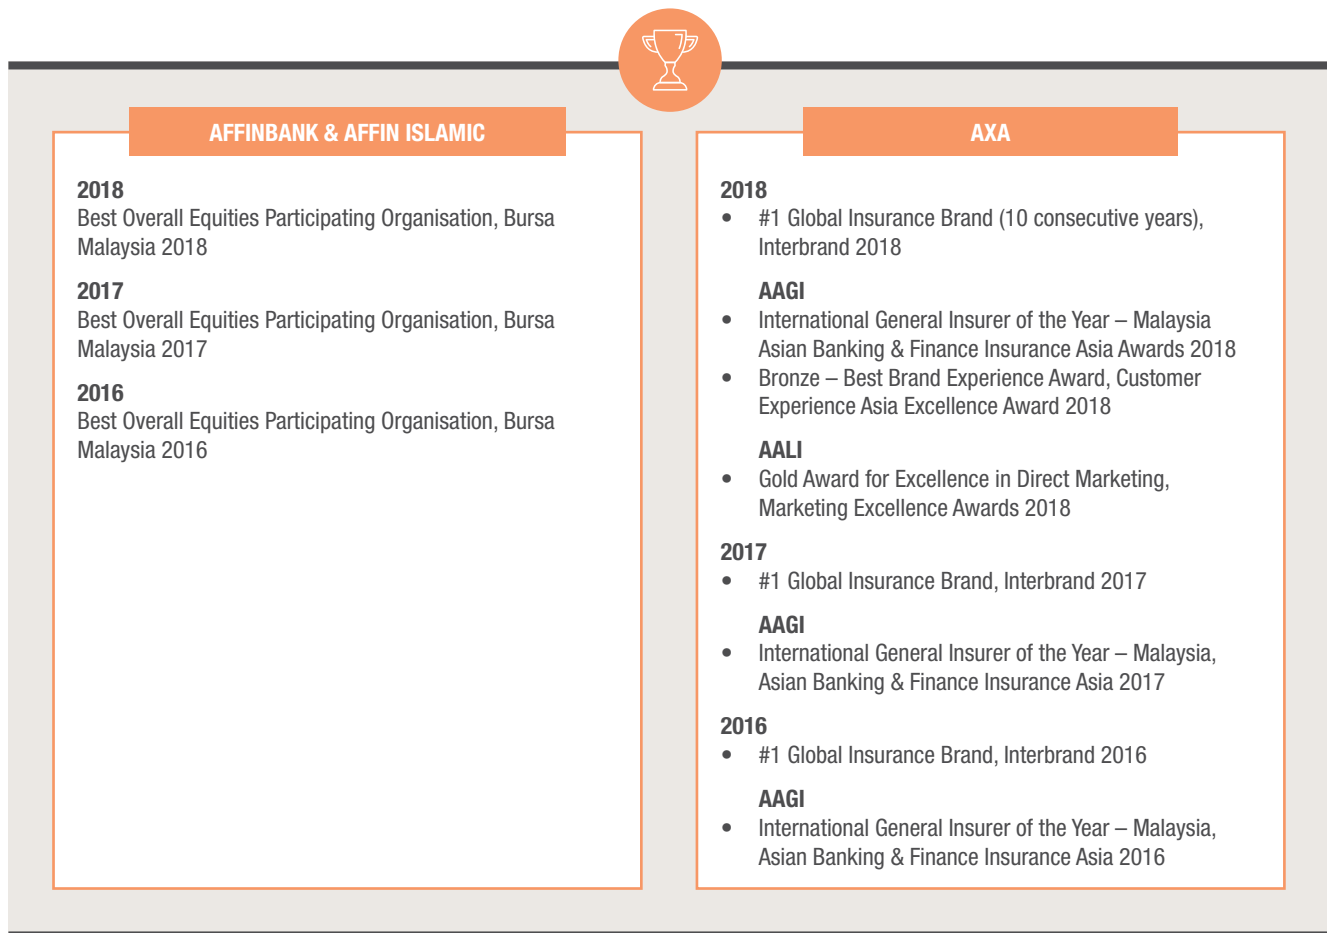 AFFINBANK & AFFIN ISLAMIC
2018
Best Overall Equities Participating Organisation, Bursa
Malaysia 2018
2017
Best Overall Equities Participating Organisation, Bursa
Malaysia 2017
2016
Best Overall Equities Participating Organisation, Bursa
Malaysia 2016
AXA
2018
• #1 Global Insurance Brand (10 consecutive years),
Interbrand 2018
AAGI
• International General Insurer of the Year – Malaysia
Asian Banking & Finance Insurance Asia Awards 2018
• Bronze – Best Brand Experience Award, Customer
Experience Asia Excellence Award 2018
AALI
• Gold Award for Excellence in Direct Marketing,
Marketing Excellence Awards 2018
2017
• #1 Global Insurance Brand, Interbrand 2017
AAGI
• International General Insurer of the Year – Malaysia,
Asian Banking & Finance Insurance Asia 2017
2016
• #1 Global Insurance Brand, Interbrand 2016
AAGI
• International General Insurer of the Year – Malaysia,
Asian Banking & Finance Insurance Asia 2016